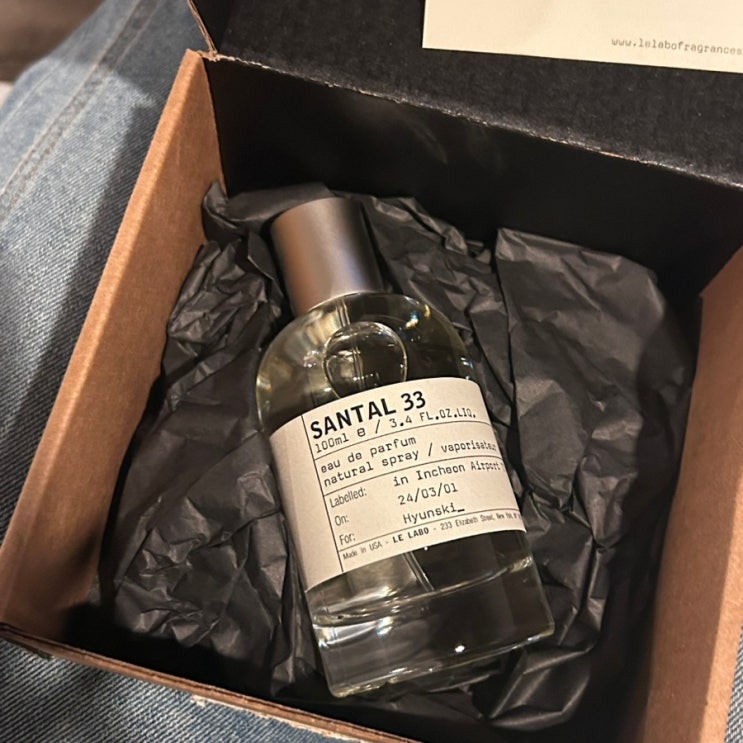 www.lelabofragrances
SANTAL 33
100ml e / 3.4 FL.OZ.LIQ.
eau de parfum
natural spray / vaporisateur
Labelled: in Incheon Airport
On: 24/03/01
For: Hyunski_
Made in USA - LE LABO - 233 Elizabeth Street, New York,